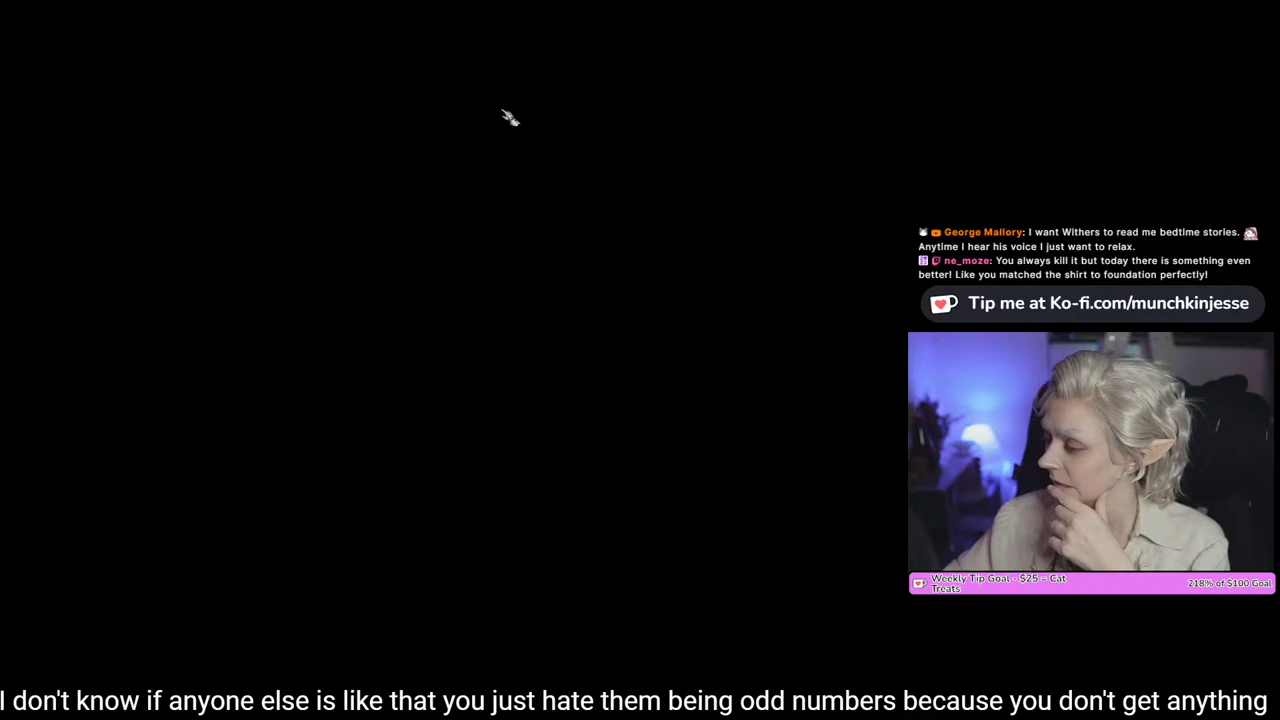 George Mallory: I want Withers to read me bedtime stories.
Anytime I hear his voice I just want to relax.
ne_moze: You always kill it but today there is something even
better! Like you matched the shirt to foundation perfectly!
Tip me at Ko-fi.com/munchkinjesse
Weekly Tip Goal - $25 = Cat
Treats
218% of $100 Goal
I don't know if anyone else is like that you just hate them being odd numbers because you don't get anything